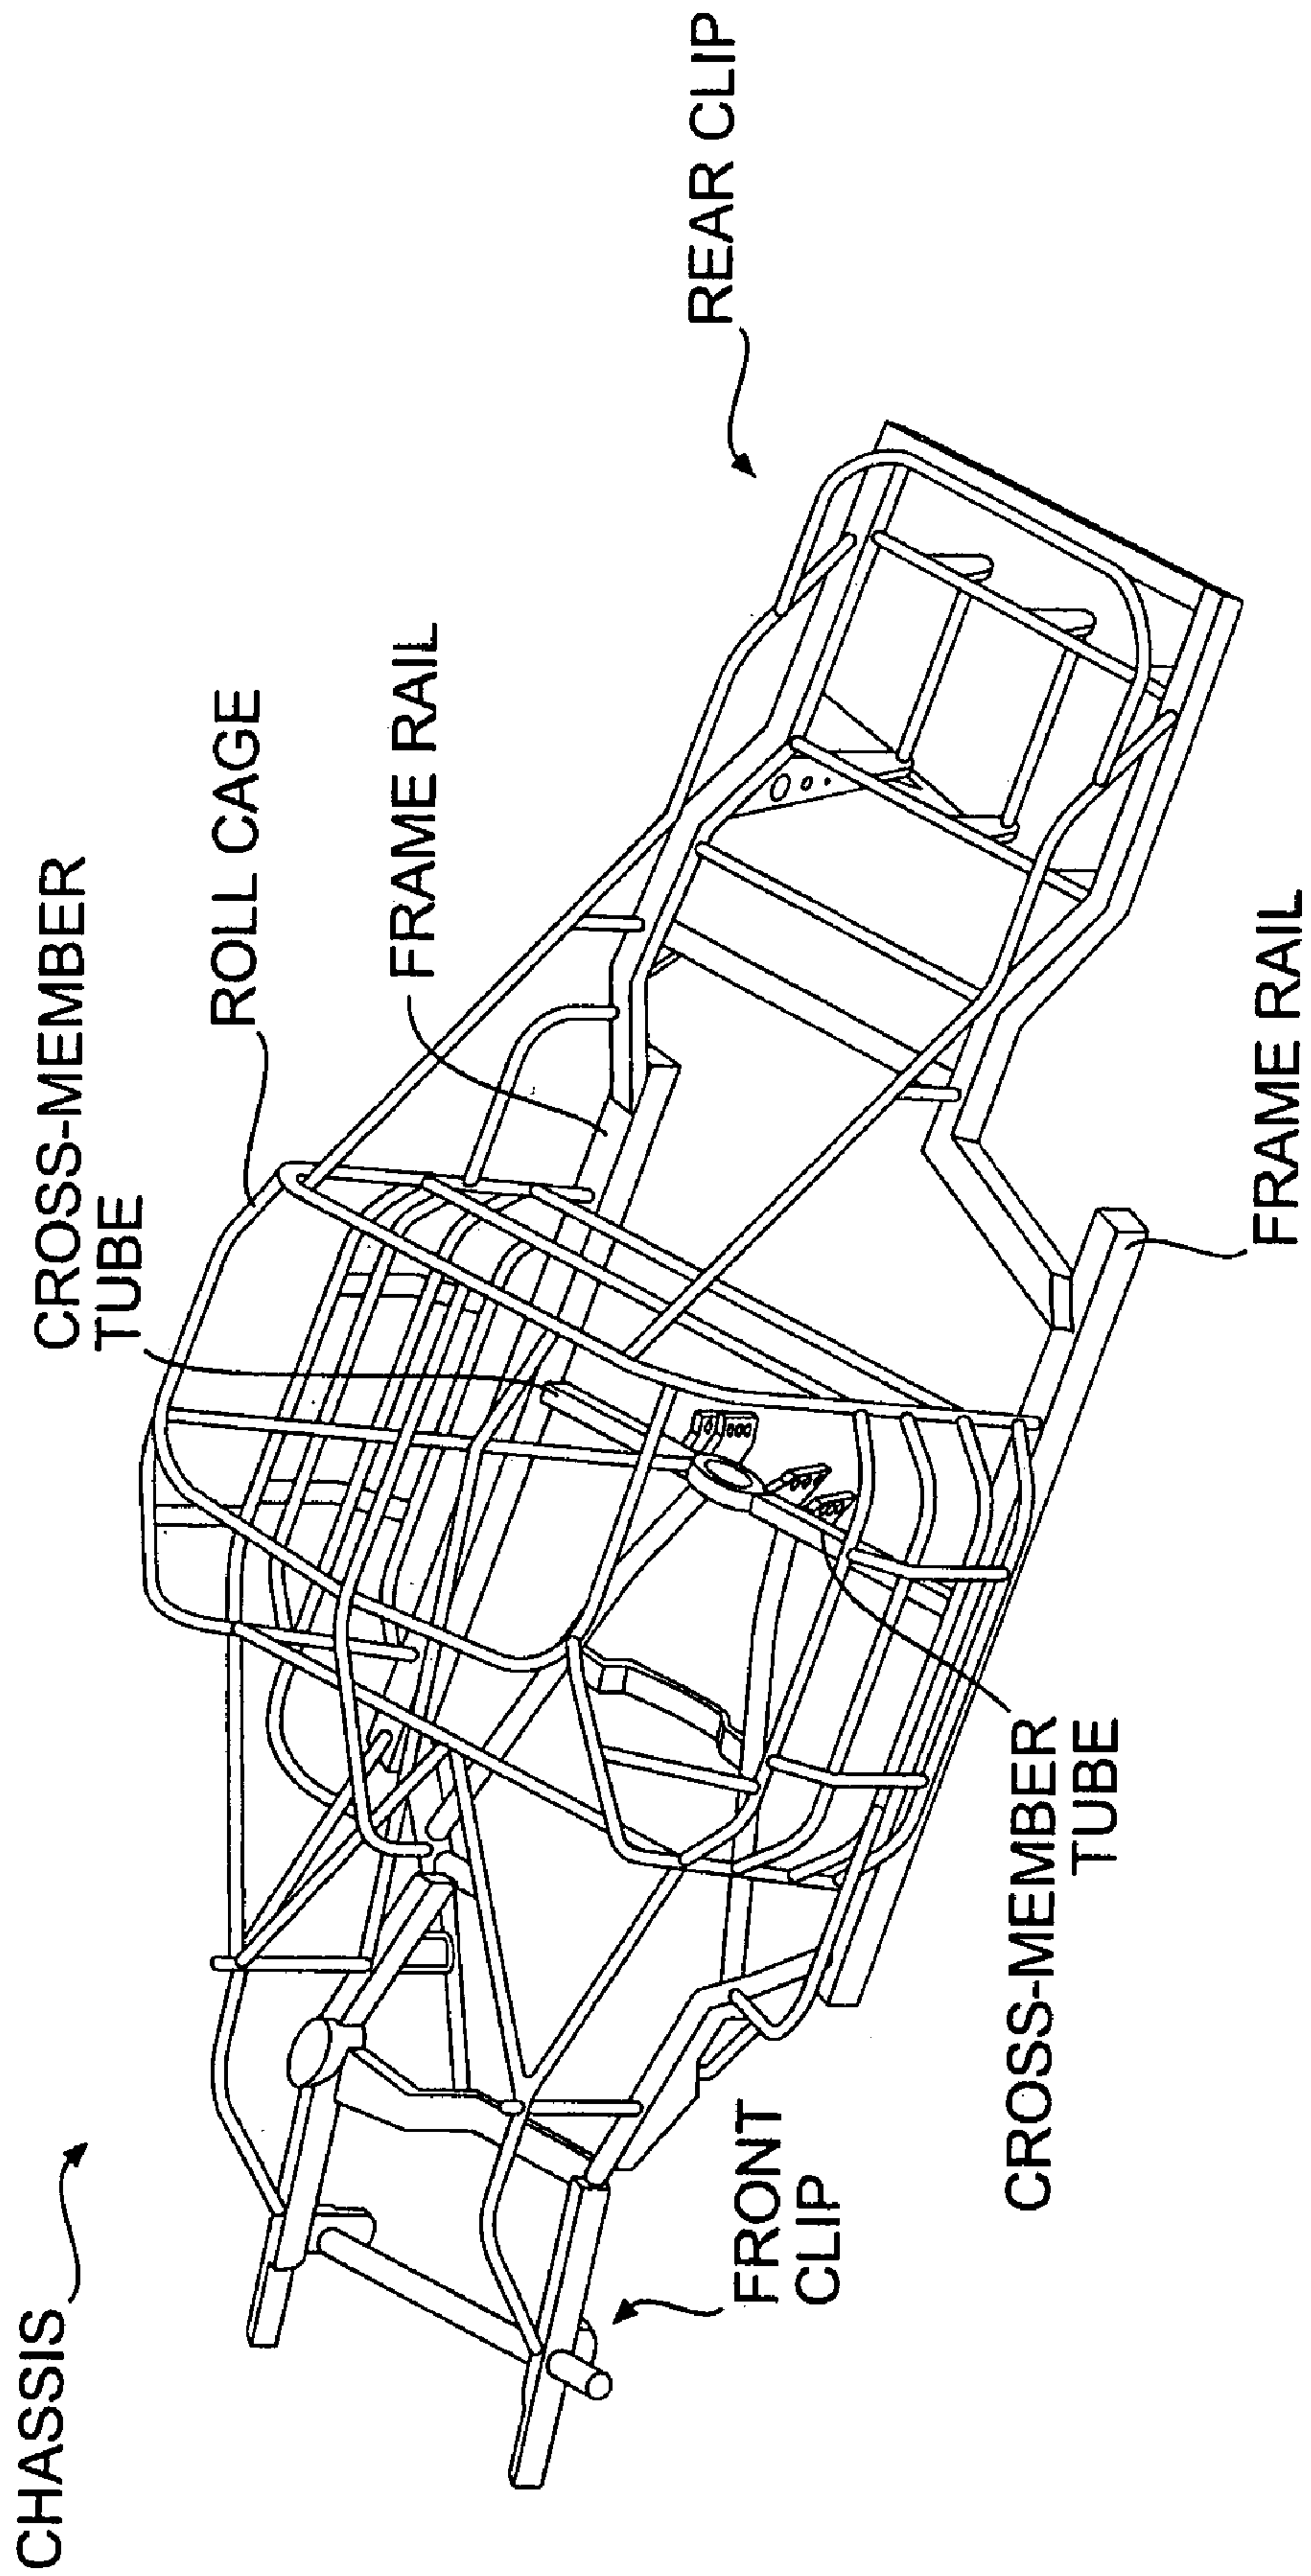 CHASSIS
CROSS-MEMBER
TUBE
ROLL CAGE
FRAME RAIL
REAR CLIP
FRONT
CLIP
CROSS-MEMBER
TUBE
FRAME RAIL